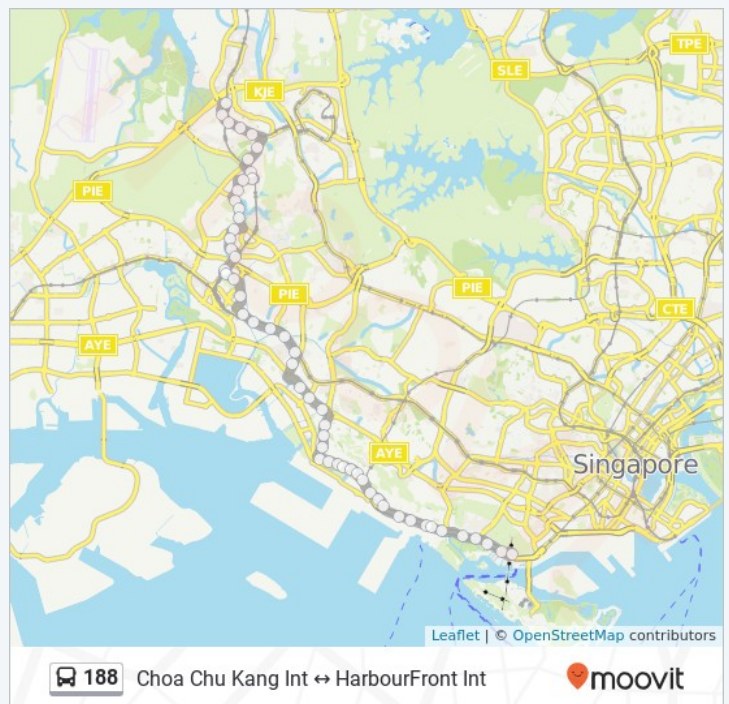 TPE
SLE
KJE
PIE
PIE
PIE
CTE
AYE
AYE
Singapore
Leaflet | © OpenStreetMap contributors
188 Choa Chu Kang Int ↔ HarbourFront Int
moovit